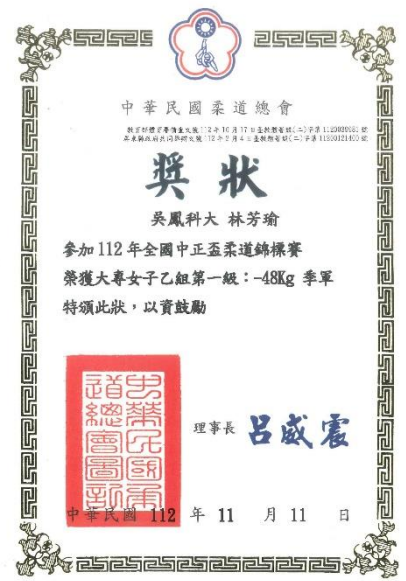 中華民國柔道總會
獎狀
吳鳳科大 林芳瑜
參加112年全國中正盃柔道錦標賽
榮獲大專女子乙組第一級：-48Kg 季軍
特頒此狀，以資鼓勵
理事長 呂威震
中華民國 112 年 11 月 11 日